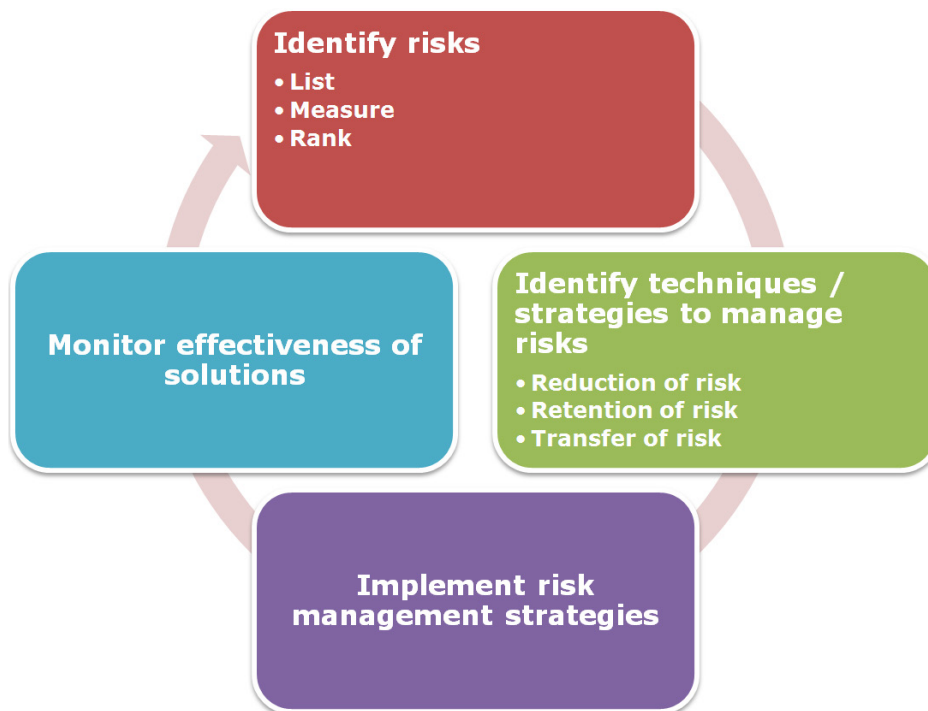 Identify risks
• List
• Measure
• Rank
Identify techniques /
strategies to manage
risks
• Reduction of risk
• Retention of risk
• Transfer of risk
Implement risk
management strategies
Monitor effectiveness of
solutions